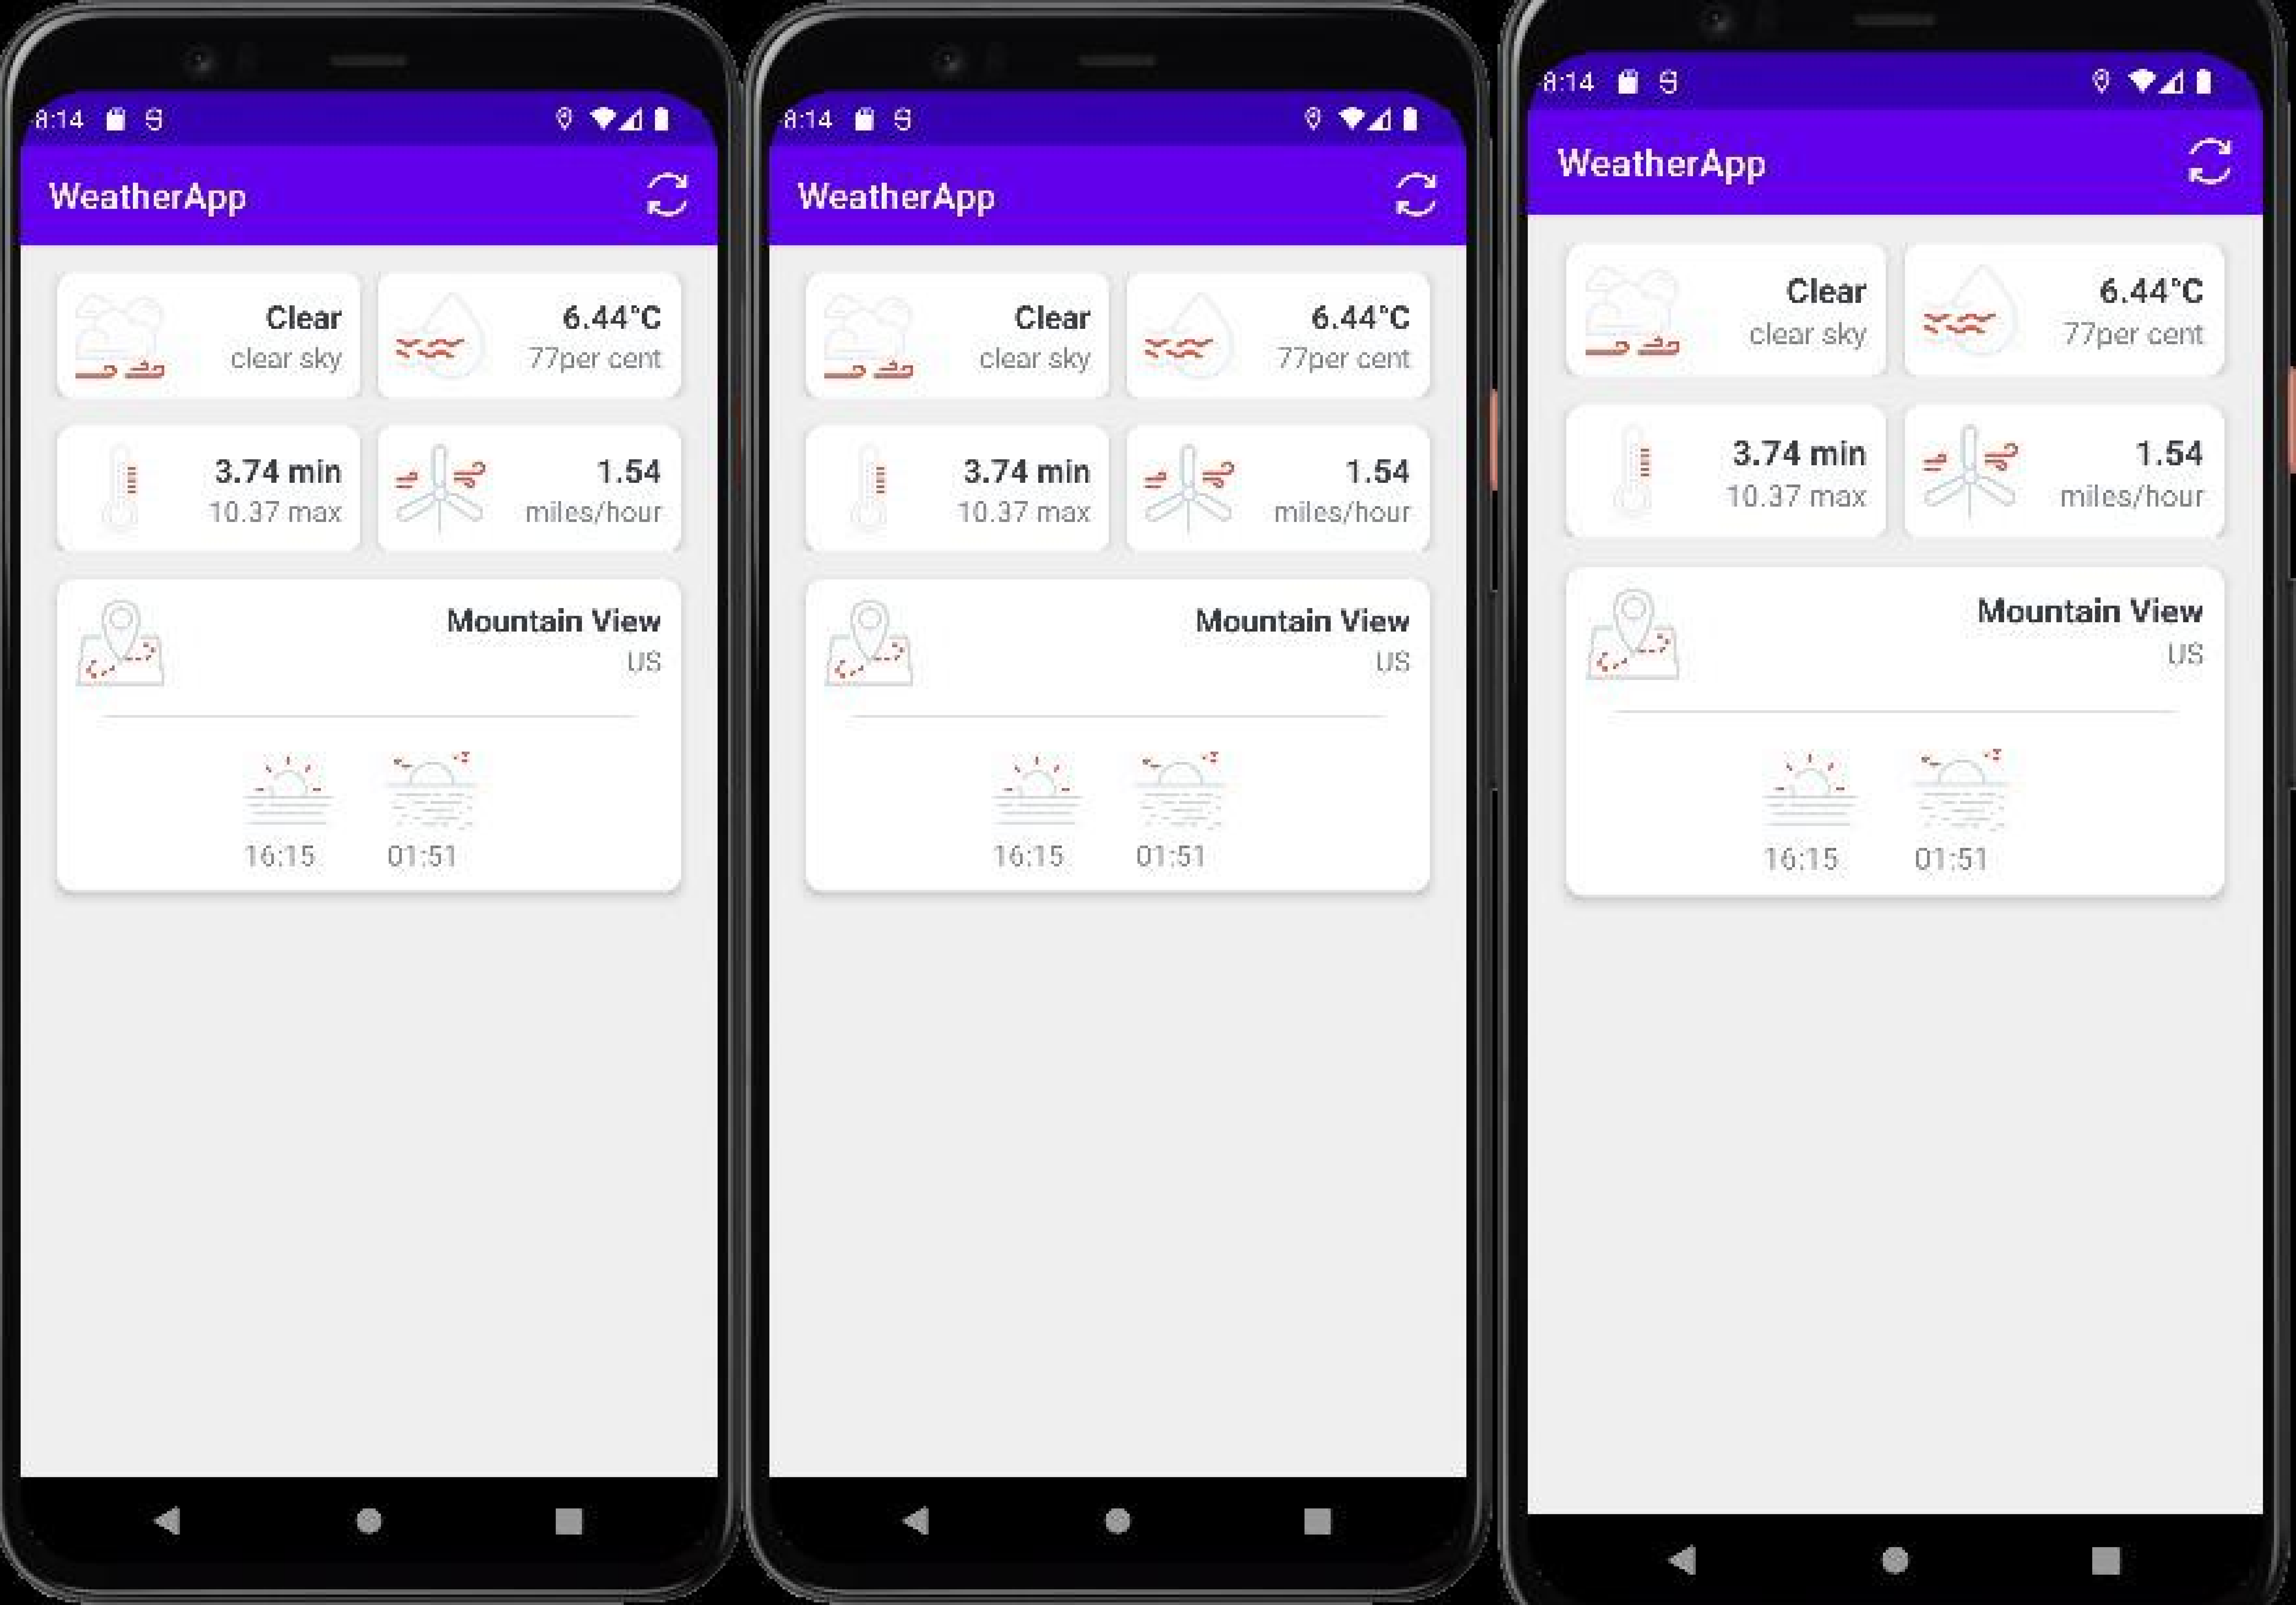 8:14
WeatherApp
Clear
clear sky
6.44°C
77per cent
3.74 min
10.37 max
1.54
miles/hour
Mountain View
US
16:15
01:51
8:14
WeatherApp
Clear
clear sky
6.44°C
77per cent
3.74 min
10.37 max
1.54
miles/hour
Mountain View
US
16:15
01:51
8:14
WeatherApp
Clear
clear sky
6.44°C
77per cent
3.74 min
10.37 max
1.54
miles/hour
Mountain View
US
16:15
01:51